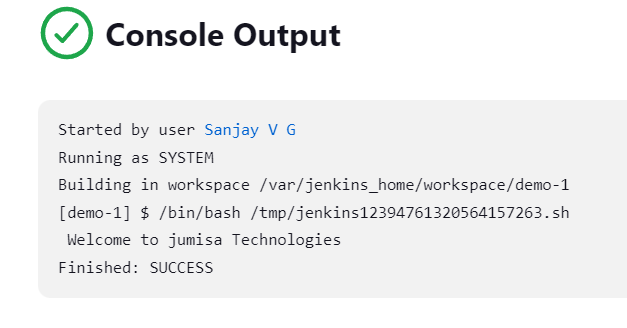 Console Output
Started by user Sanjay V G
Running as SYSTEM
Building in workspace /var/jenkins_home/workspace/demo-1
[demo-1] $ /bin/bash /tmp/jenkins12394761320564157263.sh
 Welcome to jumisa Technologies
Finished: SUCCESS